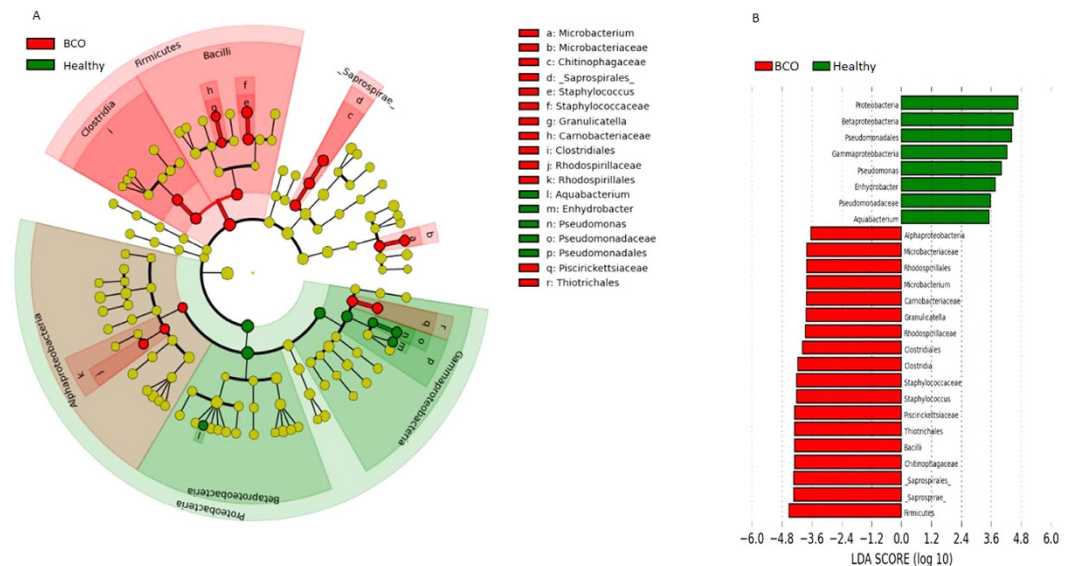 A
BCO
Healthy
Firmicutes
Bacilli
Clostridia
_Saprospirae_
h
g
f
e
i
d
c
a
b
k
j
l
r
q
n
m
o
p
Alphaproteobacteria
Betaproteobacteria
Gammaproteobacteria
Proteobacteria
a: Microbacterium
b: Microbacteriaceae
c: Chitinophagaceae
d: _Saprospirales_
e: Staphylococcus
f: Staphylococcaceae
g: Granulicatella
h: Carnobacteriaceae
i: Clostridiales
j: Rhodospirillaceae
k: Rhodospirillales
l: Aquabacterium
m: Enhydrobacter
n: Pseudomonas
o: Pseudomonadaceae
p: Pseudomonadales
q: Piscirickettsiaceae
r: Thiotrichales
B
BCO Healthy
Proteobacteria
Betaproteobacteria
Pseudomonadales
Gammaproteobacteria
Pseudomonas
Enhydrobacter
Pseudomonadaceae
Aquabacterium
Alphaproteobacteria
Microbacteriaceae
Rhodospirillales
Microbacterium
Carnobacteriaceae
Granulicatella
Rhodospirillaceae
Clostridiales
Clostridia
Staphylococcaceae
Staphylococcus
Piscirickettsiaceae
Thiotrichales
Bacilli
Chitinophagaceae
_Saprospirales_
_Saprospirae_
Firmicutes
−6.0 −4.8 −3.6 −2.4 −1.2 0.0 1.2 2.4 3.6 4.8 6.0
LDA SCORE (log 10)